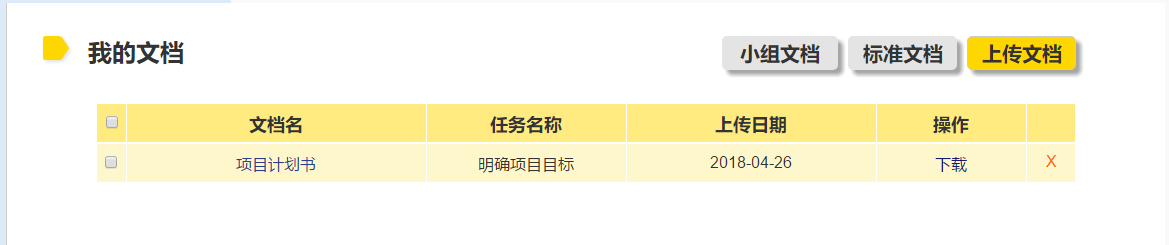 我的文档 小组文档 标准文档 上传文档
文档名 任务名称 上传日期 操作
项目计划书 明确项目目标 2018-04-26 下载 X